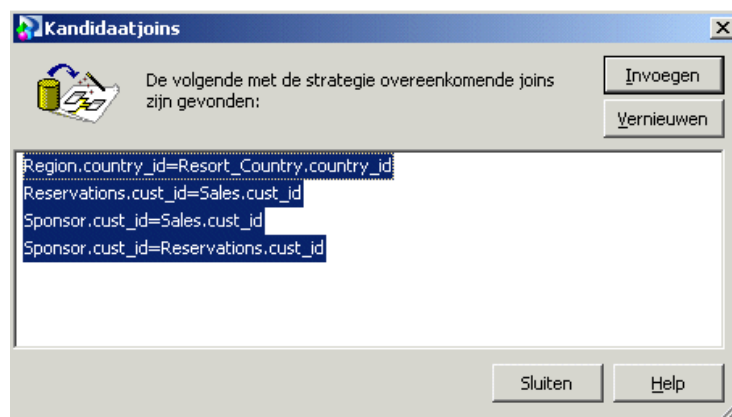 Kandidaatjoins
De volgende met de strategie overeenkomende joins
zijn gevonden:
Invoegen
Vernieuwen
Region.country_id=Resort_Country.country_id
Reservations.cust_id=Sales.cust_id
Sponsor.cust_id=Sales.cust_id
Sponsor.cust_id=Reservations.cust_id
Sluiten
Help